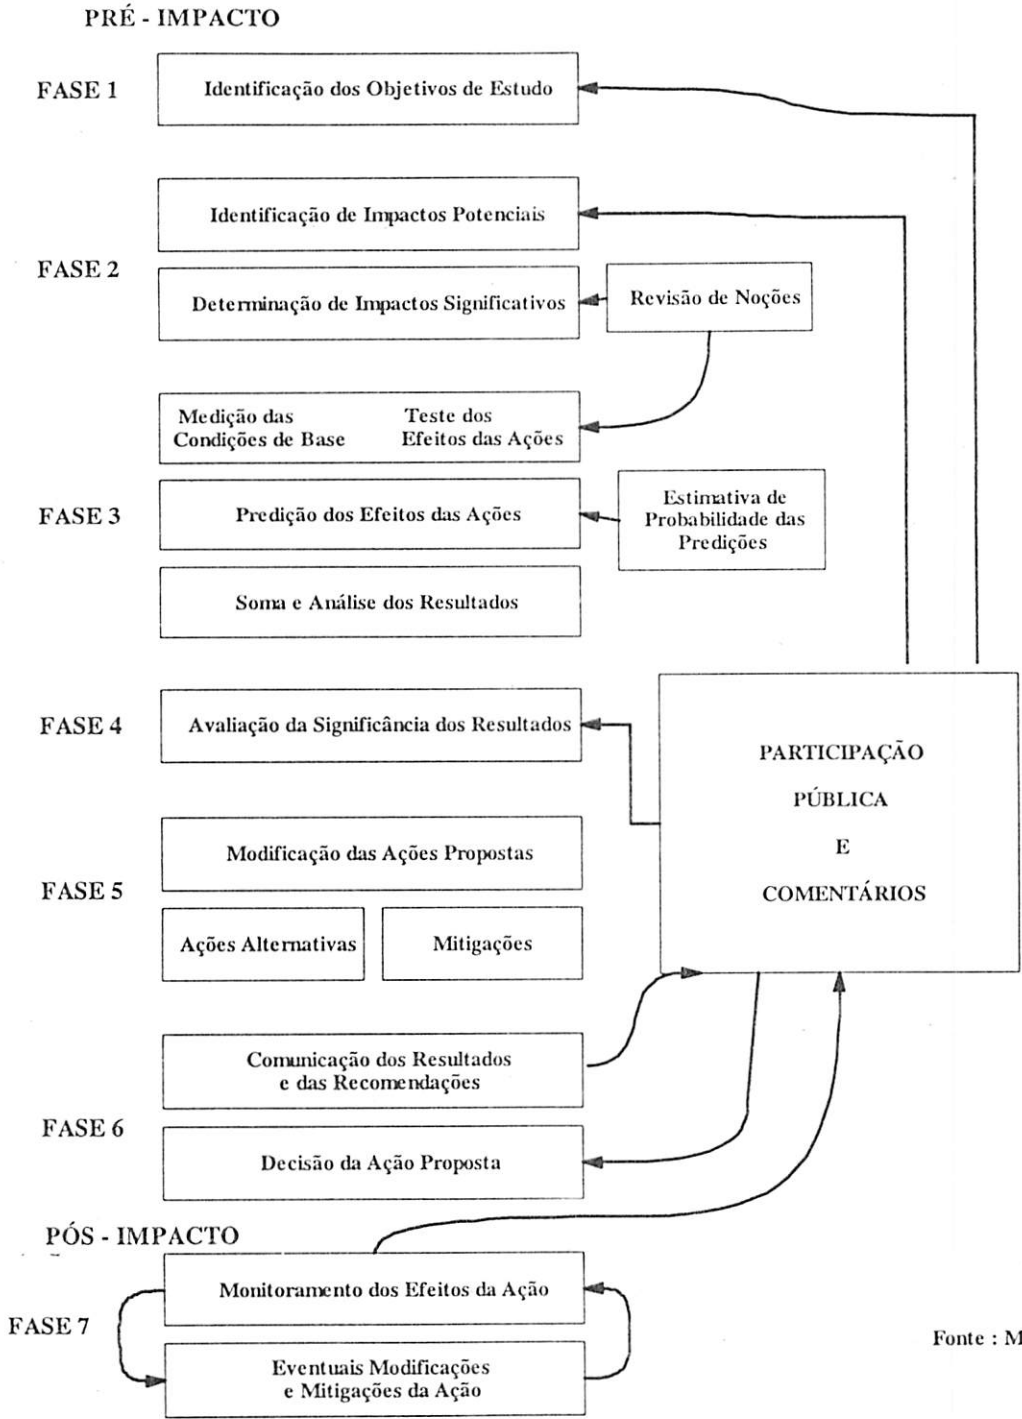 PRÉ - IMPACTO
FASE 1
Identificação dos Objetivos de Estudo
Identificação de Impactos Potenciais
FASE 2
Determinação de Impactos Significativos
Revisão de Noções
Medição das
Condições de Base
Teste dos
Efeitos das Ações
FASE 3
Predição dos Efeitos das Ações
Estimativa de
Probabilidade das
Predições
Soma e Análise dos Resultados
FASE 4
Avaliação da Significância dos Resultados
PARTICIPAÇÃO
PÚBLICA
E
COMENTÁRIOS
Modificação das Ações Propostas
FASE 5
Ações Alternativas
Mitigações
Comunicação dos Resultados
e das Recomendações
FASE 6
Decisão da Ação Proposta
PÓS - IMPACTO
Monitoramento dos Efeitos da Ação
FASE 7
Eventuais Modificações
e Mitigações da Ação
Fonte : M